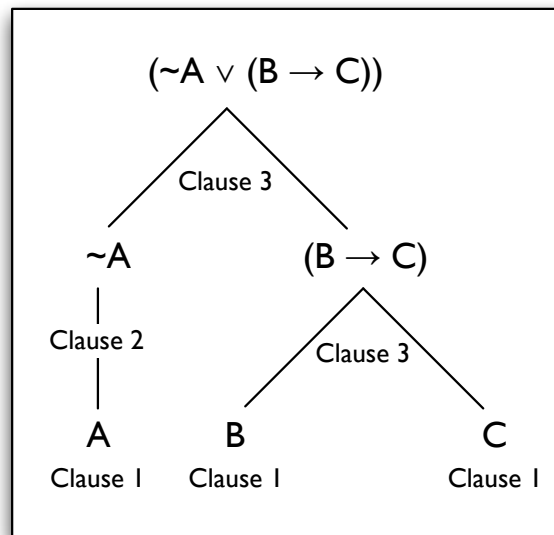 (~A ∨ (B → C))
Clause 3
~A (B → C)
Clause 2
Clause 3
A B C
Clause 1 Clause 1 Clause 1